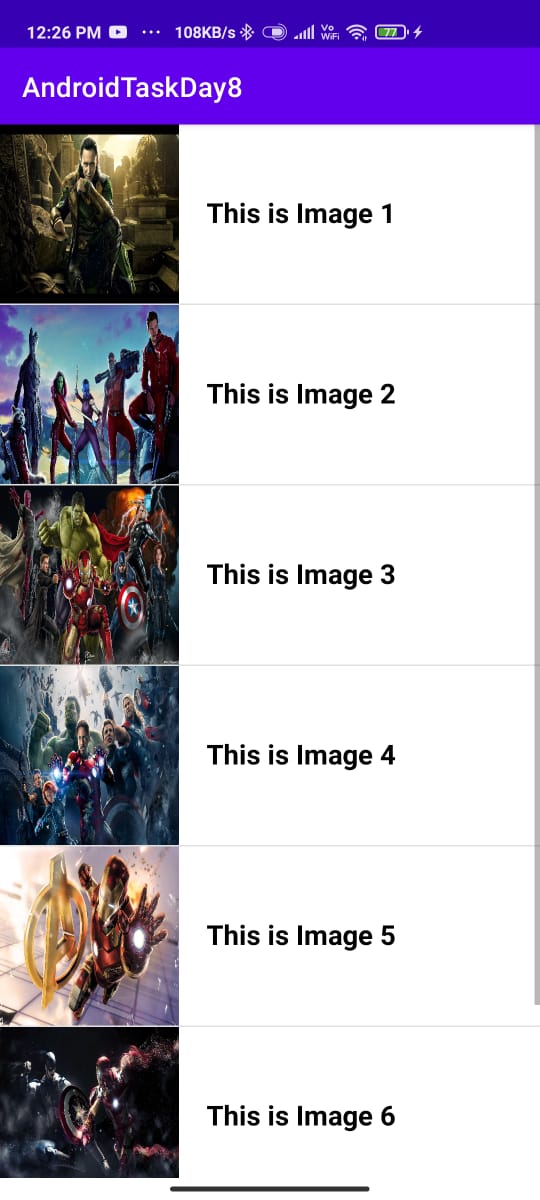 12:26 PM ··· 108KB/s Vo WiFi 77
AndroidTaskDay8
This is Image 1
This is Image 2
This is Image 3
This is Image 4
This is Image 5
This is Image 6